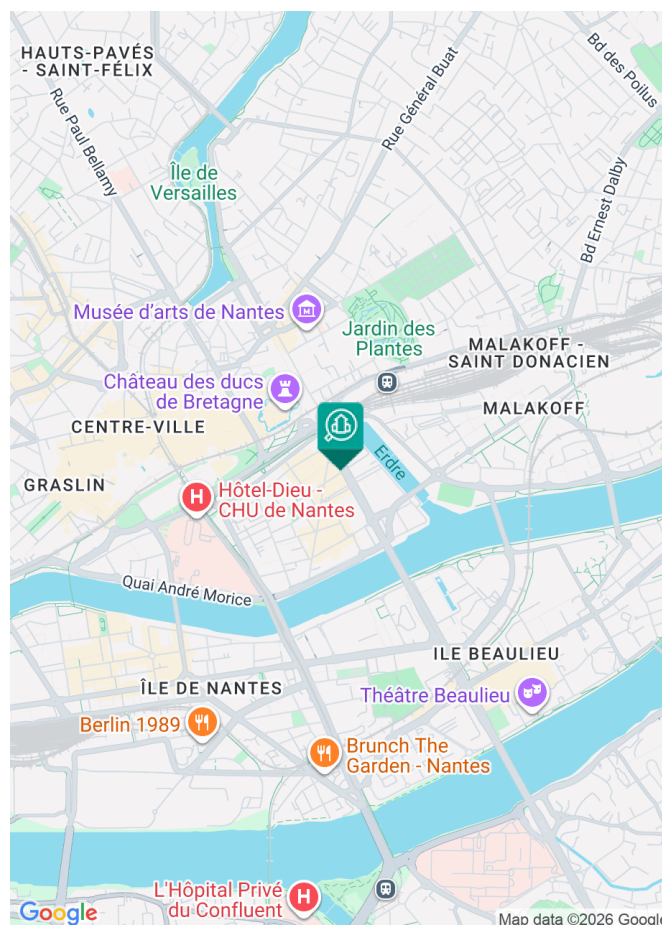 HAUTS-PAVÉS
- SAINT-FÉLIX
Bd des Poilus
Rue Général Buat
Rue Paul Bellamy
Île de
Versailles
Bd Ernest Dalby
Musée d'arts de Nantes
Jardin des
Plantes
MALAKOFF -
SAINT DONACIEN
Château des ducs
de Bretagne
MALAKOFF
CENTRE-VILLE
Erdre
GRASLIN
H
Hôtel-Dieu -
CHU de Nantes
Quai André Morice
ILE BEAULIEU
ÎLE DE NANTES
Théâtre Beaulieu
Berlin 1989
Brunch The
Garden - Nantes
L'Hôpital Privé
du Confluent
H
Google
Map data ©2026 Google